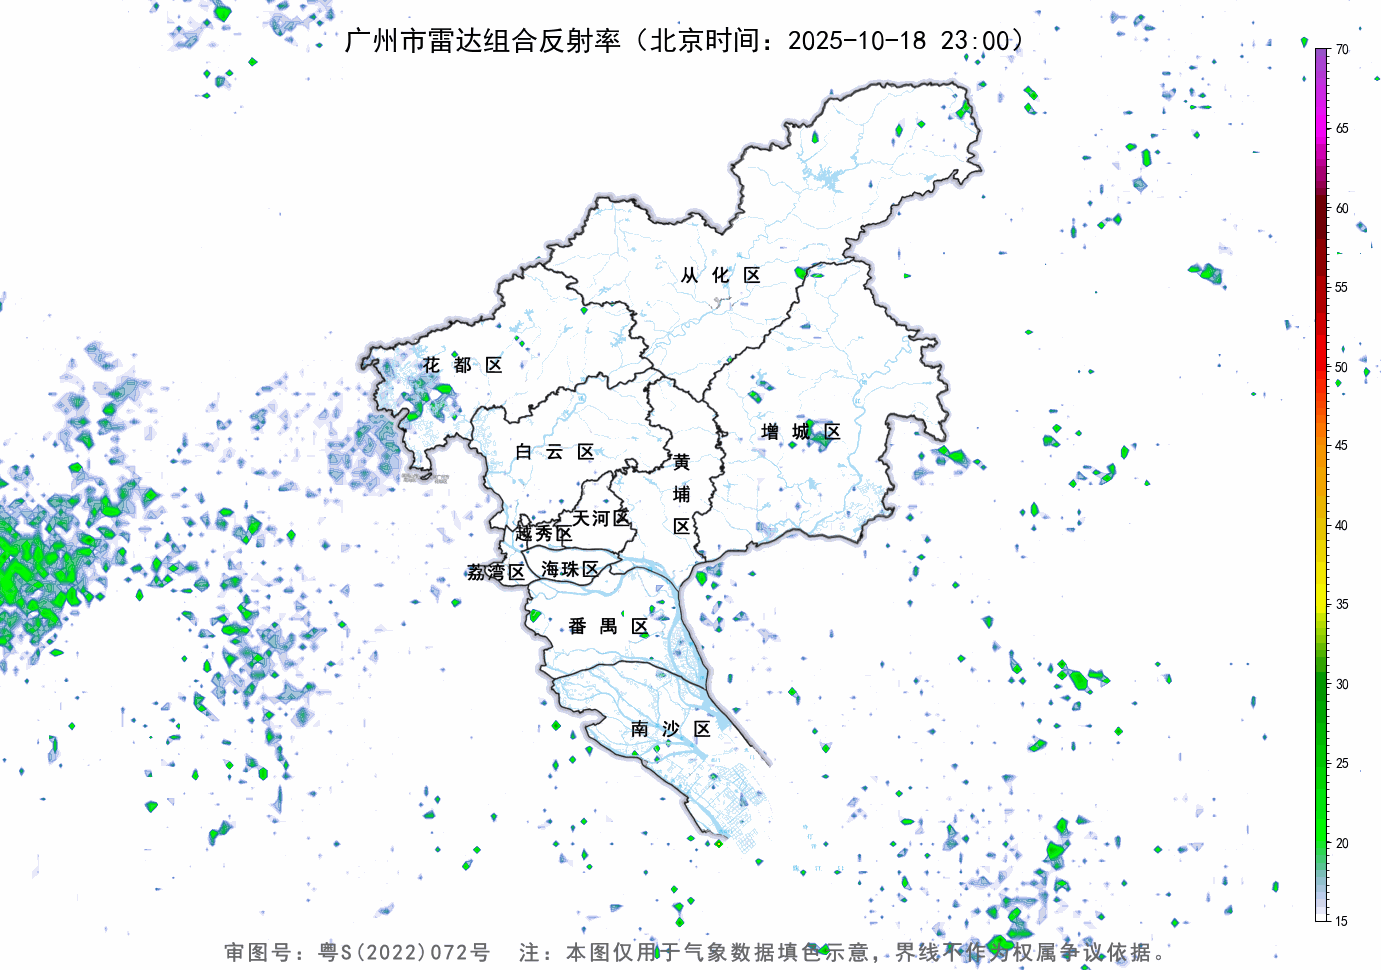 广州市雷达组合反射率（北京时间：2025-10-18 23:00）
70
65
60
55
50
45
40
35
30
25
20
15
从化区
花都区
增城区
白云区
黄埔区
天河区
越秀区
海珠区
荔湾区
番禺区
南沙区
审图号：粤S(2022)072号 注：本图仅用于气象数据填色示意，界线不作为权属争议依据。